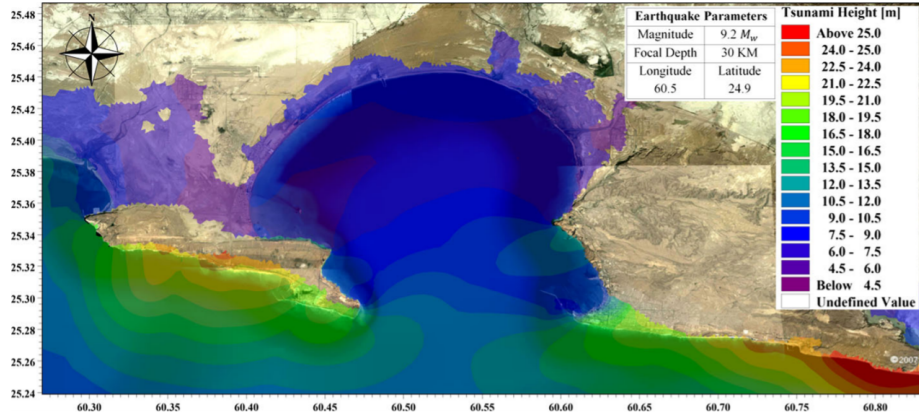 N
Earthquake Parameters
Magnitude 9.2 Mw
Focal Depth 30 KM
Longitude Latitude
60.5 24.9
Tsunami Height [m]
Above 25.0
24.0 - 25.0
22.5 - 24.0
21.0 - 22.5
19.5 - 21.0
18.0 - 19.5
16.5 - 18.0
15.0 - 16.5
13.5 - 15.0
12.0 - 13.5
10.5 - 12.0
9.0 - 10.5
7.5 - 9.0
6.0 - 7.5
4.5 - 6.0
Below 4.5
Undefined Value
©2007
25.48
25.46
25.44
25.42
25.40
25.38
25.36
25.34
25.32
25.30
25.28
25.26
25.24
60.30 60.35 60.40 60.45 60.50 60.55 60.60 60.65 60.70 60.75 60.80